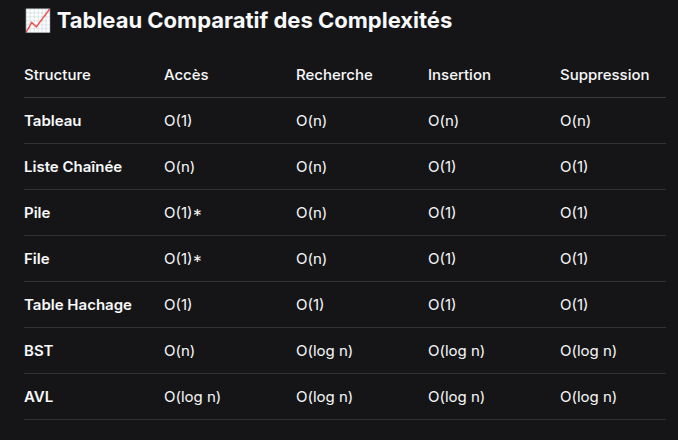 📈 Tableau Comparatif des Complexités
Structure Accès Recherche Insertion Suppression
Tableau O(1) O(n) O(n) O(n)
Liste Chaînée O(n) O(n) O(1) O(1)
Pile O(1)* O(n) O(1) O(1)
File O(1)* O(n) O(1) O(1)
Table Hachage O(1) O(1) O(1) O(1)
BST O(n) O(log n) O(log n) O(log n)
AVL O(log n) O(log n) O(log n) O(log n)